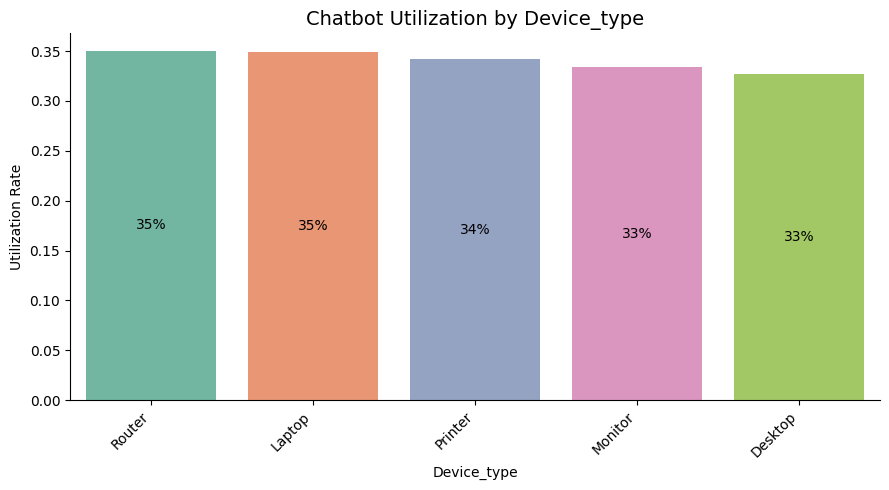 Chatbot Utilization by Device_type
Utilization Rate
0.35
0.30
0.25
0.20
0.15
0.10
0.05
0.00
35%
35%
34%
33%
33%
Router
Laptop
Printer
Monitor
Desktop
Device_type